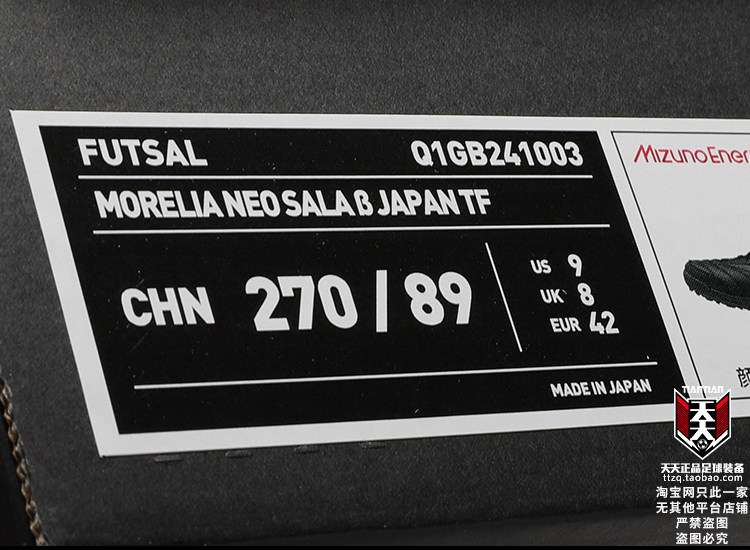 FUTSAL Q1GB241003
MORELIA NEO SALA β JAPAN TF
CHN 270 / 89
US 9
UK 8
EUR 42
MADE IN JAPAN
MIZUNO
顔
TIANTIAN
天天
天天正品足球装备
ttzq.taobao.com
淘宝网只此一家
无其他平台店铺
严禁盗图
盗图必究